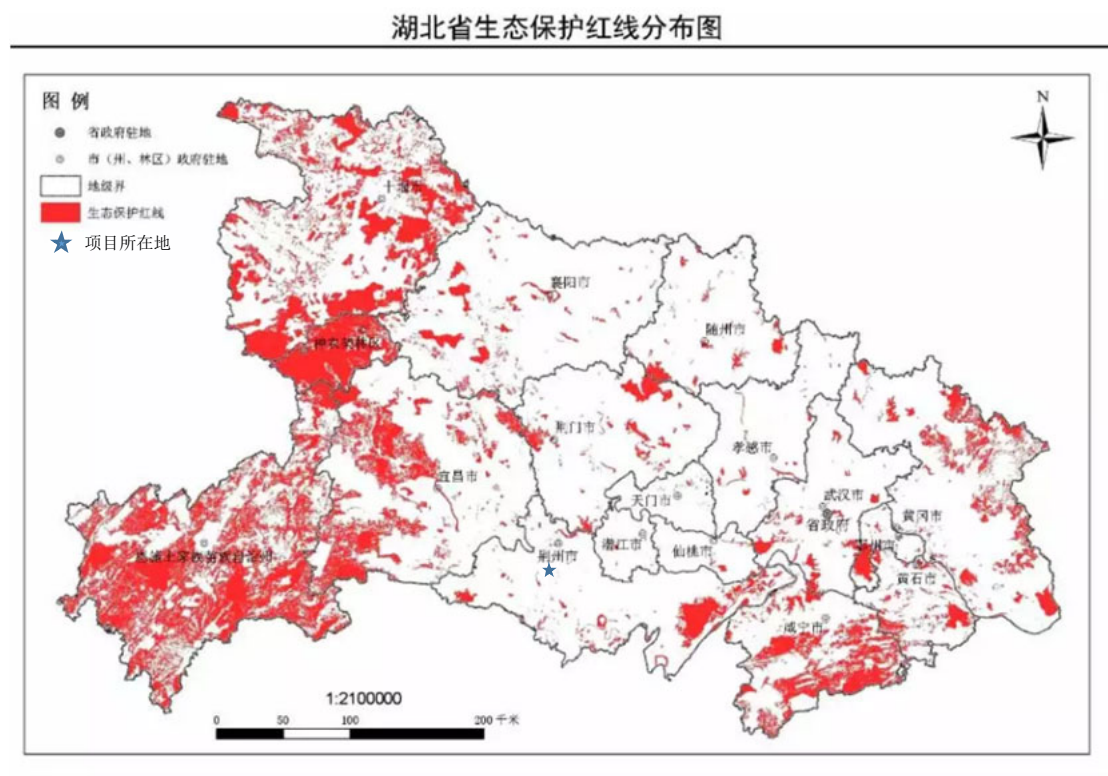 湖北省生态保护红线分布图
图 例
省政府驻地
市（州、林区）政府驻地
地级界
生态保护红线
项目所在地
N
十堰市
襄阳市
随州市
神农架林区
荆门市
孝感市
宜昌市
天门市
武汉市
省政府
黄冈市
鄂州市
恩施土家族苗族自治州
荆州市
潜江市
仙桃市
黄石市
咸宁市
1:2100000
0 50 100 200 千米